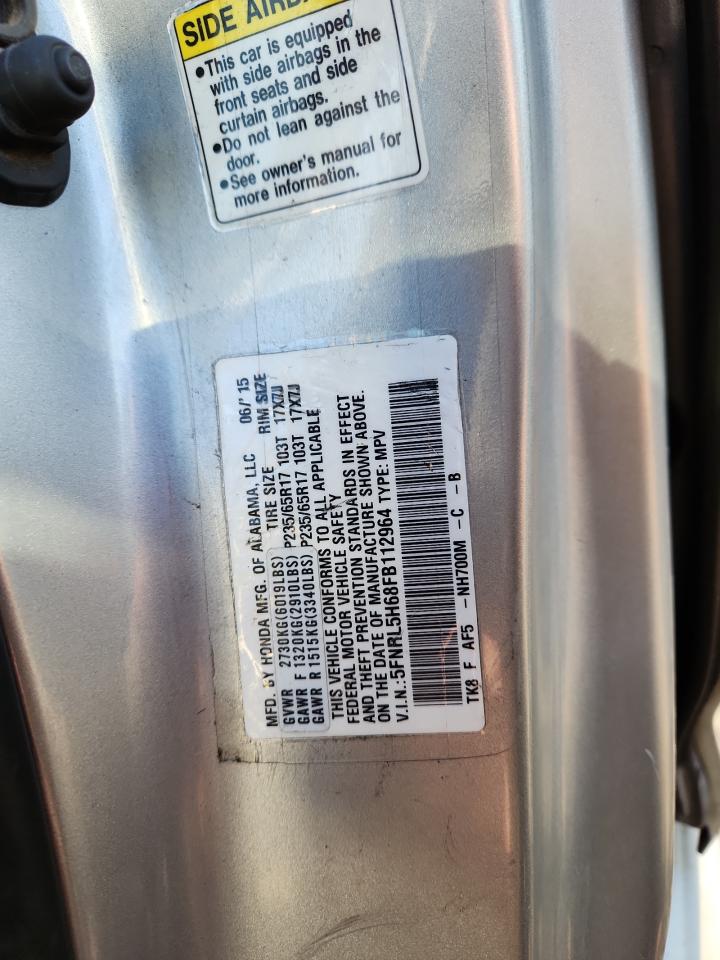 SIDE AIRBAG
•This car is equipped
with side airbags in the
front seats and side
curtain airbags.
•Do not lean against the
door.
•See owner's manual for
more information.
MFD. BY HONDA MFG. OF ALABAMA, LLC 06/'15
TIRE SIZE RIM SIZE
GVWR 2730KG(6019LBS)
GAWR F 1320KG(2910LBS) P235/65R17 103T 17X7J
GAWR R 1515KG(3340LBS) P235/65R17 103T 17X7J
THIS VEHICLE CONFORMS TO ALL APPLICABLE
FEDERAL MOTOR VEHICLE SAFETY
AND THEFT PREVENTION STANDARDS IN EFFECT
ON THE DATE OF MANUFACTURE SHOWN ABOVE.
V.I.N.:5FNRL5H68FB112964 TYPE: MPV
TK8 F AF5 -NH700M -C -B